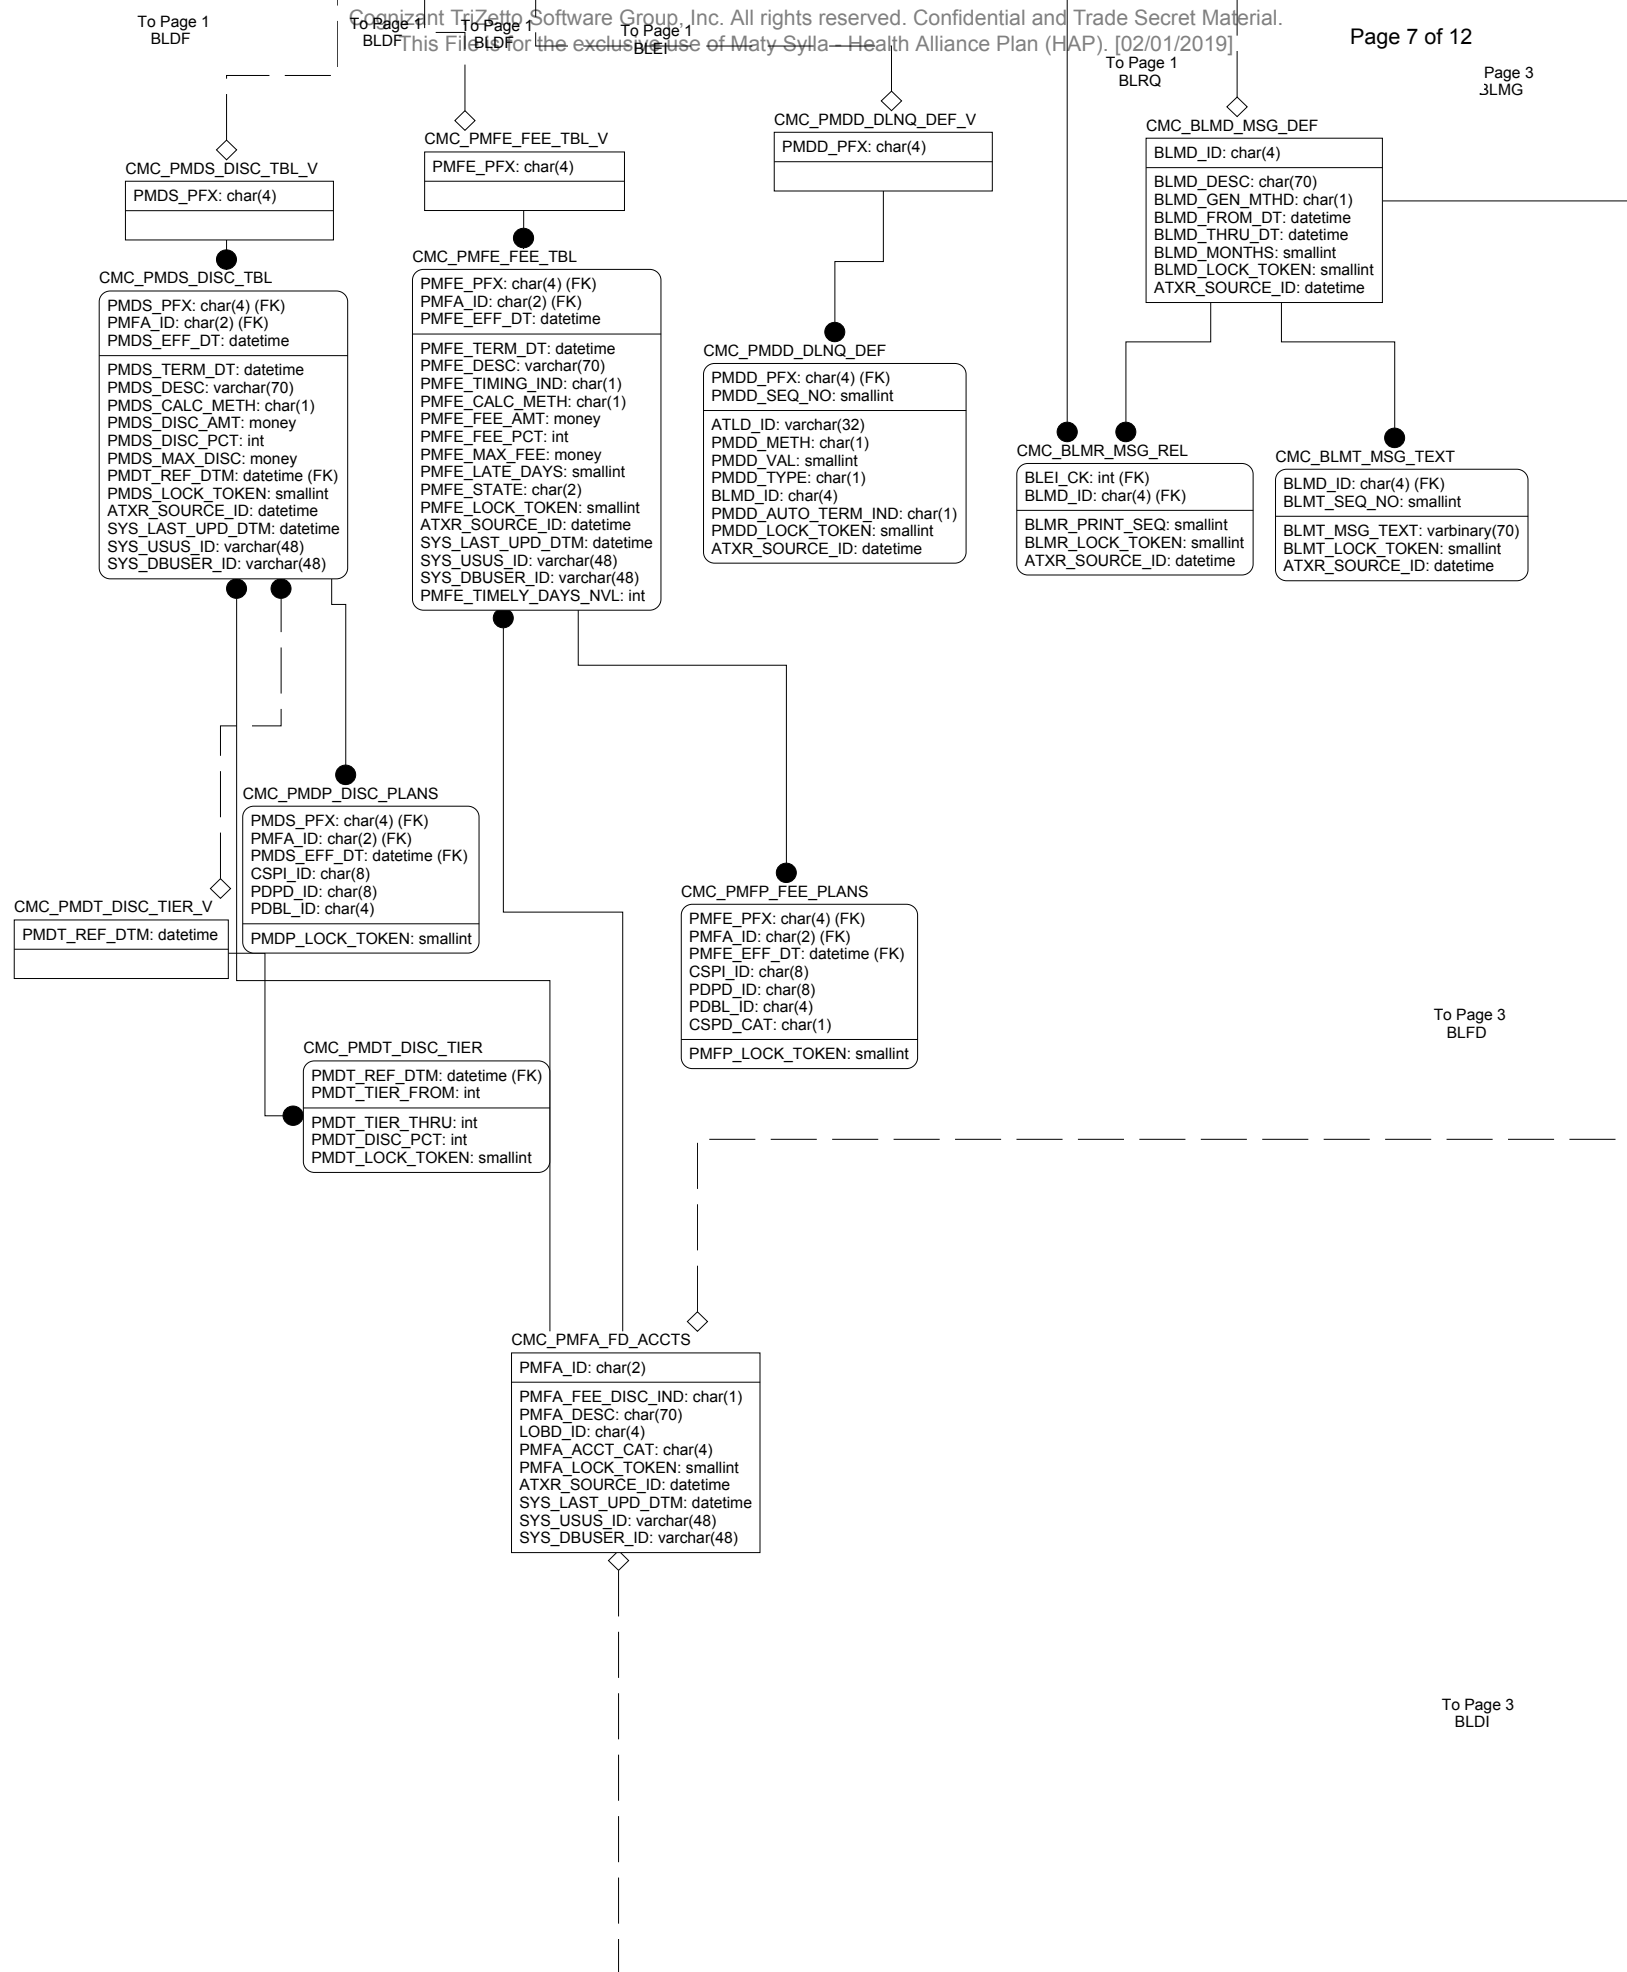 Cognizant TriZetto Software Group, Inc. All rights reserved. Confidential and Trade Secret Material.
This File is for the exclusive use of Maty Sylla - Health Alliance Plan (HAP). [02/01/2019]
Page 7 of 12
To Page 1
BLDF
To Page 1
BLDF
To Page 1
BLDF
To Page 1
BLEI
To Page 1
BLRQ
Page 3
BLMG
CMC_PMDS_DISC_TBL_V
PMDS_PFX: char(4)
CMC_PMFE_FEE_TBL_V
PMFE_PFX: char(4)
CMC_PMDD_DLNQ_DEF_V
PMDD_PFX: char(4)
CMC_BLMD_MSG_DEF
BLMD_ID: char(4)
BLMD_DESC: char(70)
BLMD_GEN_MTHD: char(1)
BLMD_FROM_DT: datetime
BLMD_THRU_DT: datetime
BLMD_MONTHS: smallint
BLMD_LOCK_TOKEN: smallint
ATXR_SOURCE_ID: datetime
CMC_PMDS_DISC_TBL
PMDS_PFX: char(4) (FK)
PMFA_ID: char(2) (FK)
PMDS_EFF_DT: datetime
PMDS_TERM_DT: datetime
PMDS_DESC: varchar(70)
PMDS_CALC_METH: char(1)
PMDS_DISC_AMT: money
PMDS_DISC_PCT: int
PMDS_MAX_DISC: money
PMDT_REF_DTM: datetime (FK)
PMDS_LOCK_TOKEN: smallint
ATXR_SOURCE_ID: datetime
SYS_LAST_UPD_DTM: datetime
SYS_USUS_ID: varchar(48)
SYS_DBUSER_ID: varchar(48)
CMC_PMFE_FEE_TBL
PMFE_PFX: char(4) (FK)
PMFA_ID: char(2) (FK)
PMFE_EFF_DT: datetime
PMFE_TERM_DT: datetime
PMFE_DESC: varchar(70)
PMFE_TIMING_IND: char(1)
PMFE_CALC_METH: char(1)
PMFE_FEE_AMT: money
PMFE_FEE_PCT: int
PMFE_MAX_FEE: money
PMFE_LATE_DAYS: smallint
PMFE_STATE: char(2)
PMFE_LOCK_TOKEN: smallint
ATXR_SOURCE_ID: datetime
SYS_LAST_UPD_DTM: datetime
SYS_USUS_ID: varchar(48)
SYS_DBUSER_ID: varchar(48)
PMFE_TIMELY_DAYS_NVL: int
CMC_PMDD_DLNQ_DEF
PMDD_PFX: char(4) (FK)
PMDD_SEQ_NO: smallint
ATLD_ID: varchar(32)
PMDD_METH: char(1)
PMDD_VAL: smallint
PMDD_TYPE: char(1)
BLMD_ID: char(4)
PMDD_AUTO_TERM_IND: char(1)
PMDD_LOCK_TOKEN: smallint
ATXR_SOURCE_ID: datetime
CMC_BLMR_MSG_REL
BLEI_CK: int (FK)
BLMD_ID: char(4) (FK)
BLMR_PRINT_SEQ: smallint
BLMR_LOCK_TOKEN: smallint
ATXR_SOURCE_ID: datetime
CMC_BLMT_MSG_TEXT
BLMD_ID: char(4) (FK)
BLMT_SEQ_NO: smallint
BLMT_MSG_TEXT: varbinary(70)
BLMT_LOCK_TOKEN: smallint
ATXR_SOURCE_ID: datetime
CMC_PMDP_DISC_PLANS
PMDS_PFX: char(4) (FK)
PMFA_ID: char(2) (FK)
PMDS_EFF_DT: datetime (FK)
CSPI_ID: char(8)
PDPD_ID: char(8)
PDBL_ID: char(4)
PMDP_LOCK_TOKEN: smallint
CMC_PMDT_DISC_TIER_V
PMDT_REF_DTM: datetime
CMC_PMFP_FEE_PLANS
PMFE_PFX: char(4) (FK)
PMFA_ID: char(2) (FK)
PMFE_EFF_DT: datetime (FK)
CSPI_ID: char(8)
PDPD_ID: char(8)
PDBL_ID: char(4)
CSPD_CAT: char(1)
PMFP_LOCK_TOKEN: smallint
To Page 3
BLFD
CMC_PMDT_DISC_TIER
PMDT_REF_DTM: datetime (FK)
PMDT_TIER_FROM: int
PMDT_TIER_THRU: int
PMDT_DISC_PCT: int
PMDT_LOCK_TOKEN: smallint
CMC_PMFA_FD_ACCTS
PMFA_ID: char(2)
PMFA_FEE_DISC_IND: char(1)
PMFA_DESC: char(70)
LOBD_ID: char(4)
PMFA_ACCT_CAT: char(4)
PMFA_LOCK_TOKEN: smallint
ATXR_SOURCE_ID: datetime
SYS_LAST_UPD_DTM: datetime
SYS_USUS_ID: varchar(48)
SYS_DBUSER_ID: varchar(48)
To Page 3
BLDI